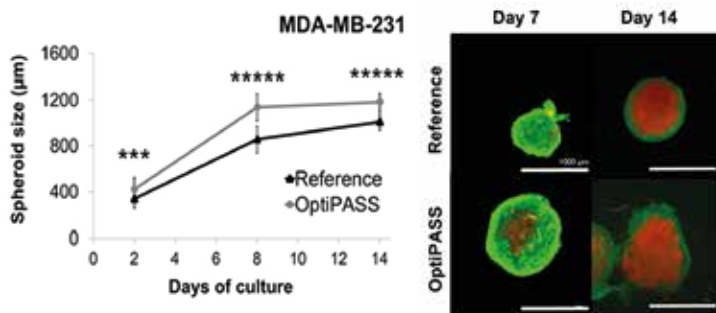 MDA-MB-231
Spheroid size (µm)
1600
1200
800
400
0
***
*****
*****
Reference
OptiPASS
0 2 4 6 8 10 12 14
Days of culture
Day 7 Day 14
Reference
1000 µm
OptiPASS